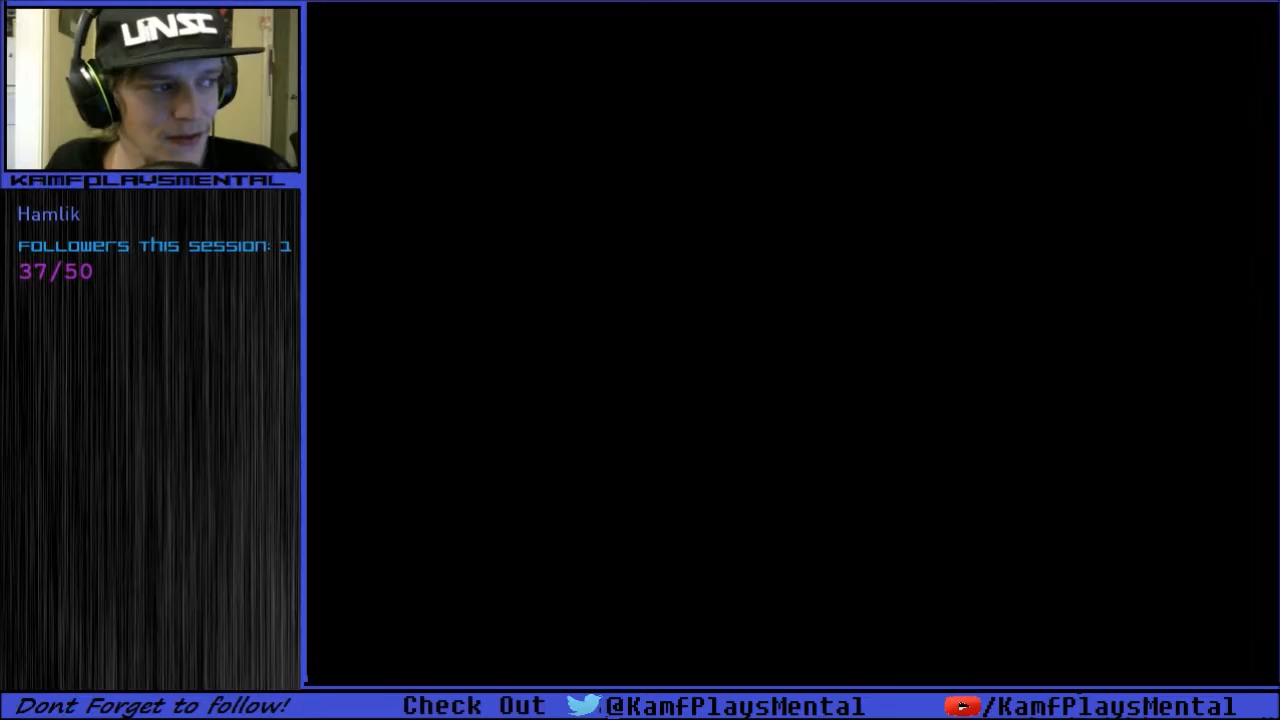 UNSC
KAMFPLAYSMENTAL
Hamlik
Followers this session: 1
37/50
Dont Forget to follow!
Check Out @KamfPlaysMental /KamfPlaysMental